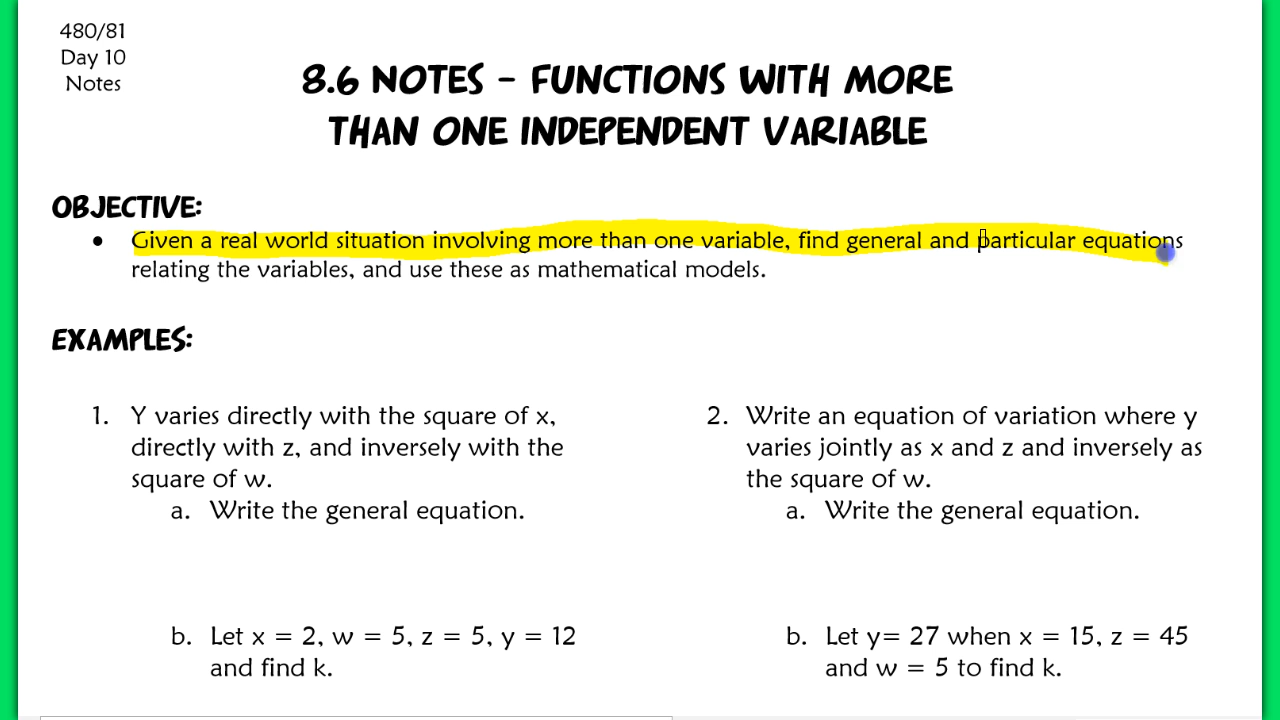 480/81
Day 10
Notes
8.6 NOTES - FUNCTIONS WITH MORE
THAN ONE INDEPENDENT VARIABLE
OBJECTIVE:
• Given a real world situation involving more than one variable, find general and particular equations
relating the variables, and use these as mathematical models.
EXAMPLES:
1. Y varies directly with the square of x,
directly with z, and inversely with the
square of w.
a. Write the general equation.
b. Let x = 2, w = 5, z = 5, y = 12
and find k.
2. Write an equation of variation where y
varies jointly as x and z and inversely as
the square of w.
a. Write the general equation.
b. Let y= 27 when x = 15, z = 45
and w = 5 to find k.